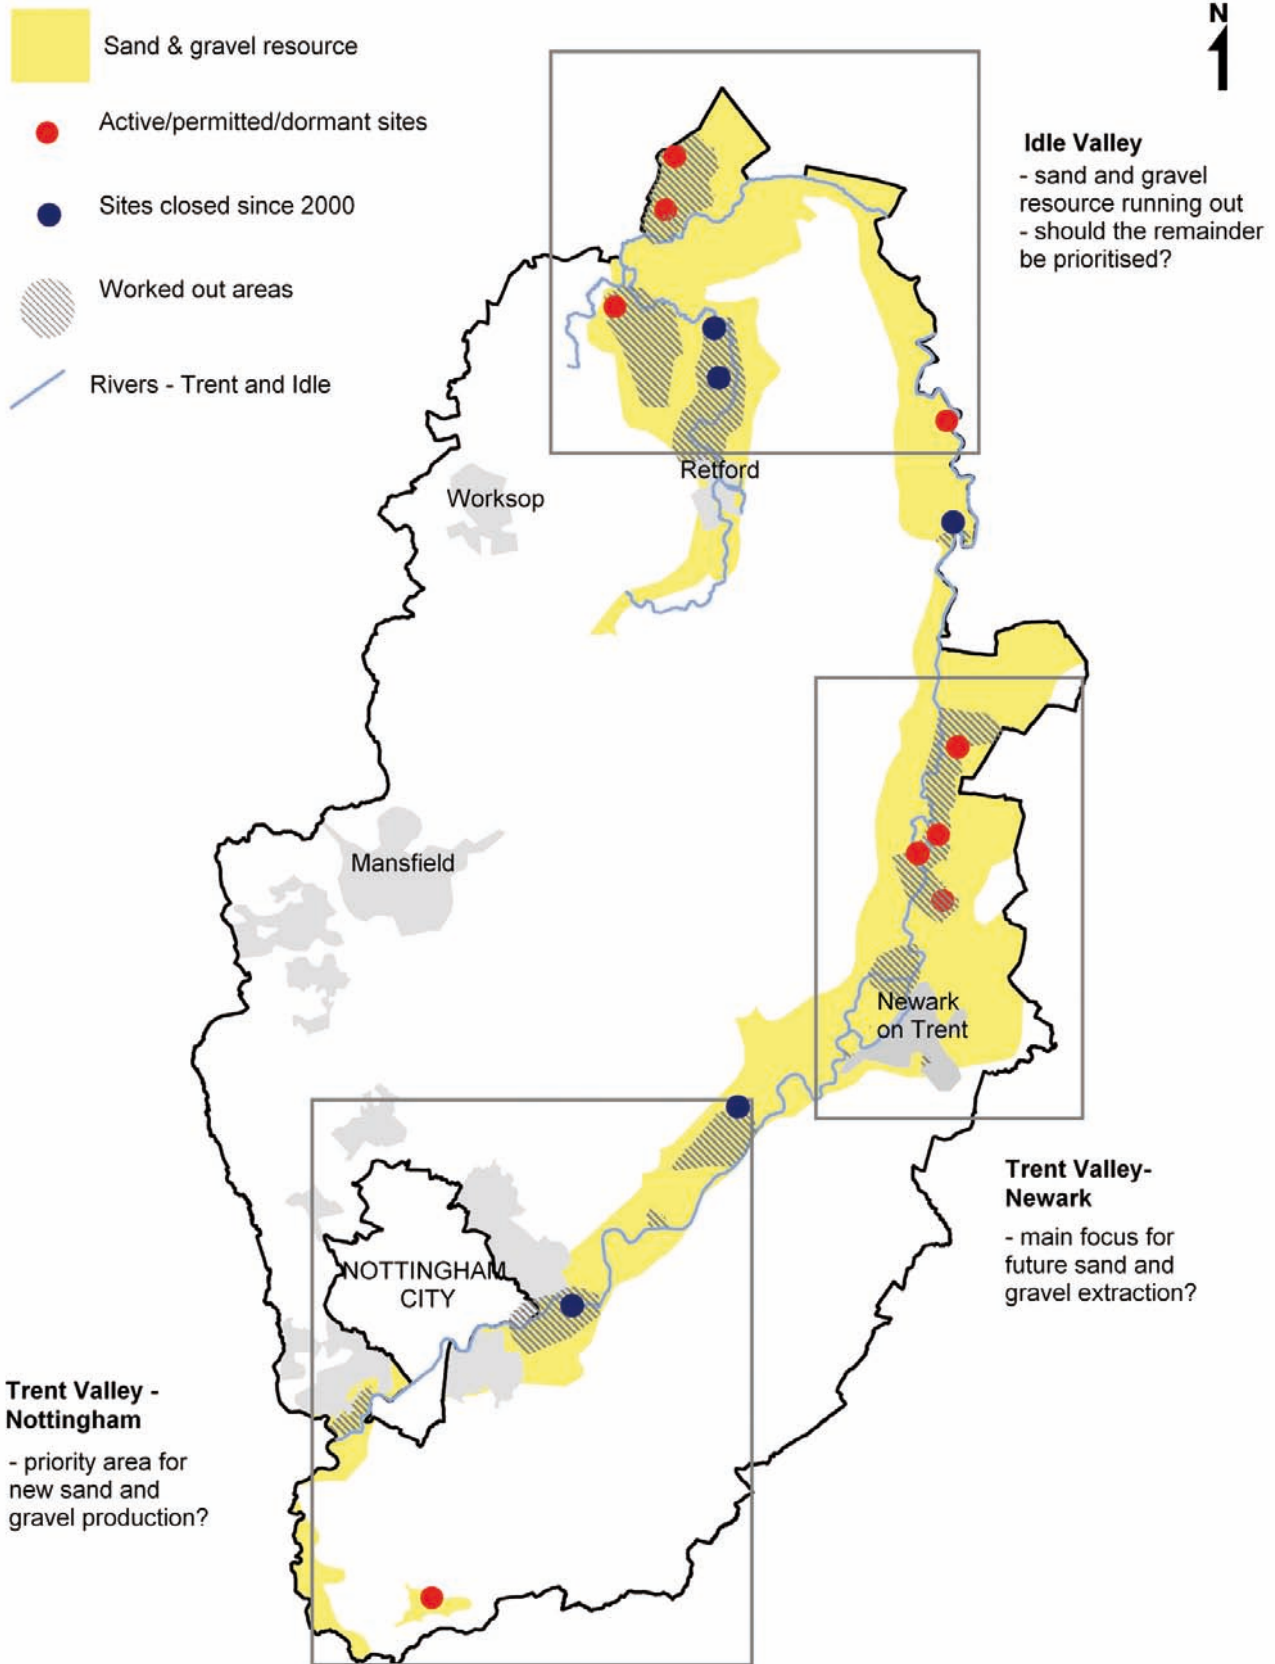 Sand & gravel resource
Active/permitted/dormant sites
Sites closed since 2000
Worked out areas
Rivers - Trent and Idle
N
Idle Valley
- sand and gravel
resource running out
- should the remainder
be prioritised?
Retford
Worksop
Mansfield
Newark
on Trent
NOTTINGHAM
CITY
Trent Valley-
Newark
- main focus for
future sand and
gravel extraction?
Trent Valley -
Nottingham
- priority area for
new sand and
gravel production?